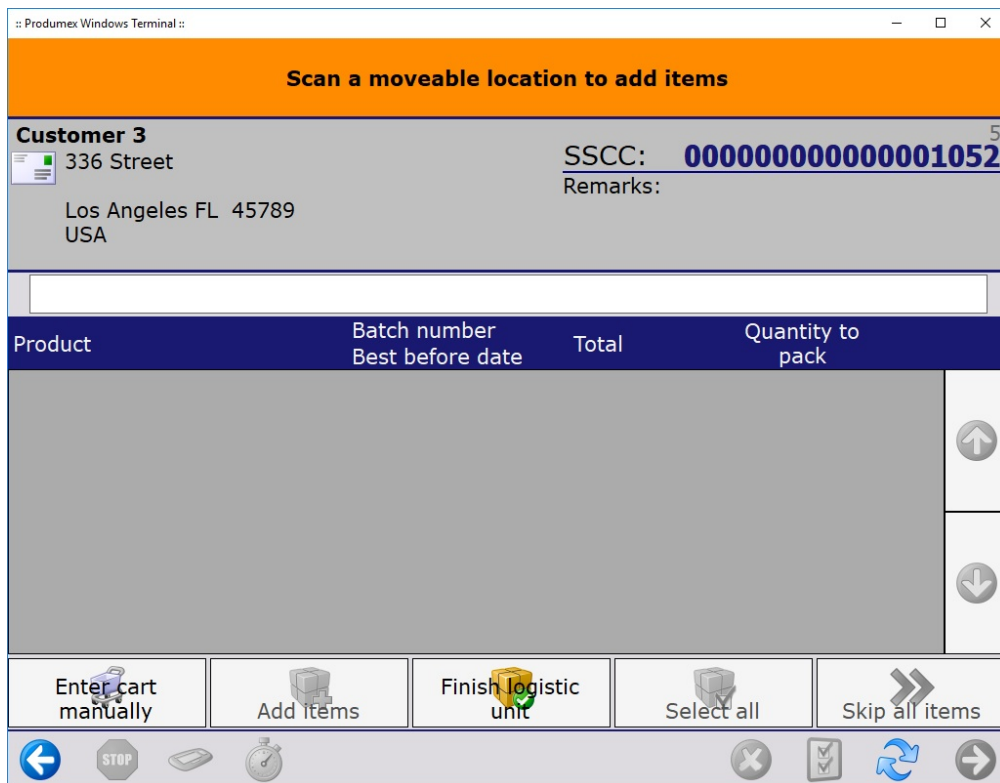 :: Produmex Windows Terminal ::
Scan a moveable location to add items
Customer 3
5
336 Street
SSCC: 000000000000001052
Remarks:
Los Angeles FL 45789
USA
Product
Batch number
Best before date
Total
Quantity to
pack
Enter cart
manually
Add items
Finish logistic
unit
Select all
Skip all items
STOP